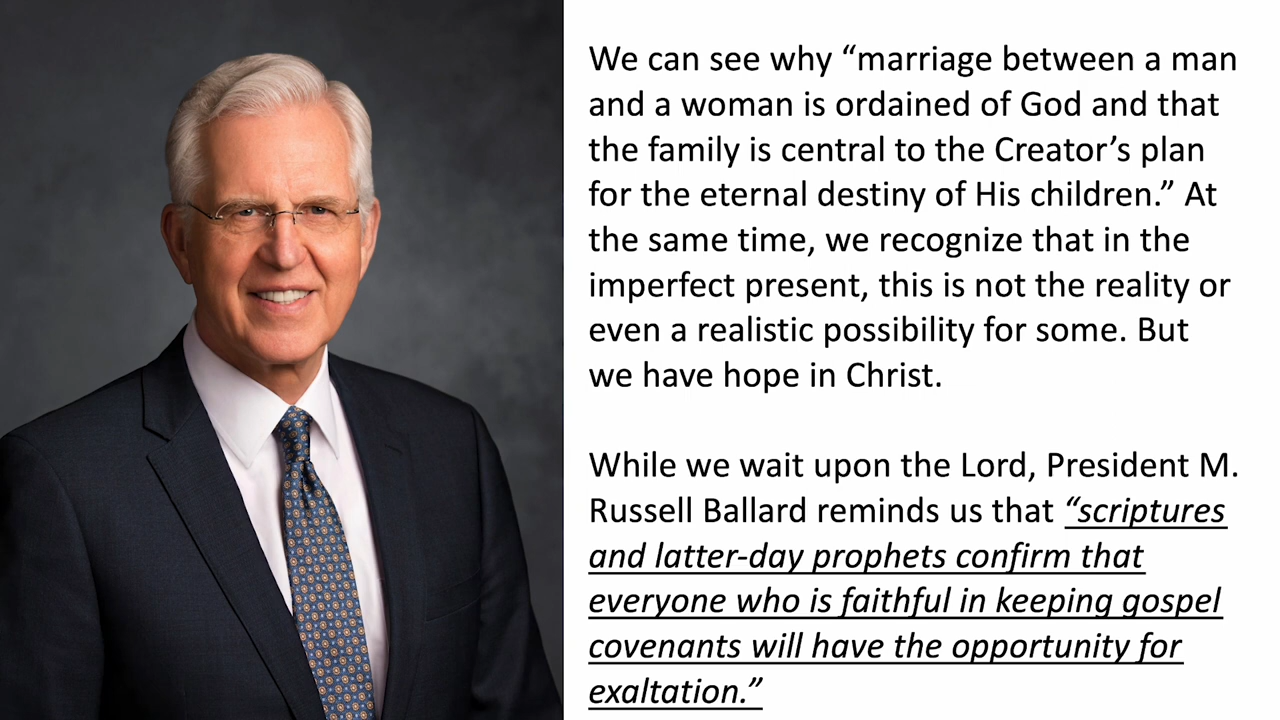 We can see why “marriage between a man
and a woman is ordained of God and that
the family is central to the Creator’s plan
for the eternal destiny of His children.” At
the same time, we recognize that in the
imperfect present, this is not the reality or
even a realistic possibility for some. But
we have hope in Christ.
While we wait upon the Lord, President M.
Russell Ballard reminds us that “scriptures
and latter-day prophets confirm that
everyone who is faithful in keeping gospel
covenants will have the opportunity for
exaltation.”